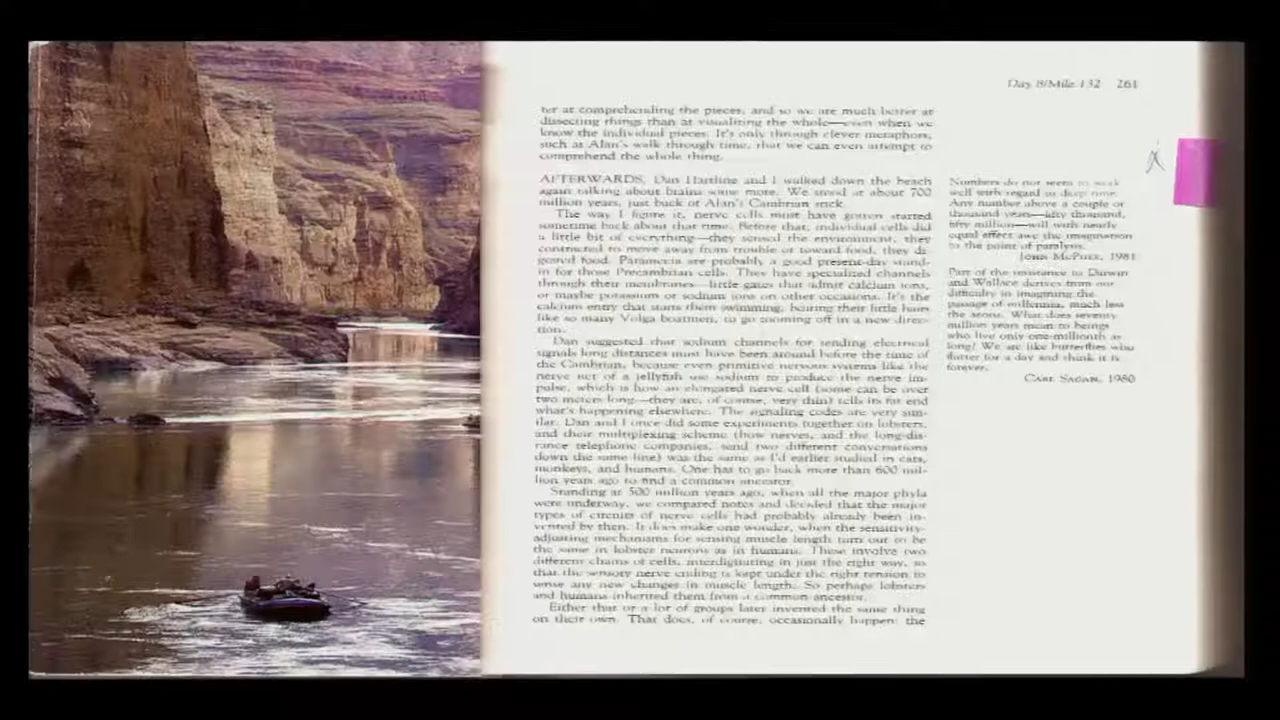 Day 8/Mile 132 261
ter at comprehending the pieces, and so we are much better at
dissecting things than at visualizing the whole—even when we
know the individual pieces. It's only through clever metaphors,
such as Alan's walk through time, that we can even attempt to
comprehend the whole thing.
AFTERWARDS, Dan Hartline and I walked down the beach
again talking about brains some more. We stood at about 700
million years, just back of Alan's Cambrian stick.
The way I figure it, nerve cells must have gotten started
sometime back about that time. Before that, individual cells did
a little bit of everything—they sensed the environment, they
contracted to move away from trouble or toward food, they di-
gested food. Paramecia are probably a good present-day stand-
in for those Precambrian cells. They have specialized channels
through their membranes—little gates that admit calcium ions,
or maybe potassium or sodium ions on other occasions. It's the
calcium entry that starts them swimming, beating their little hairs
like so many Volga boatmen, to go zooming off in a new direc-
tion.
Dan suggested that sodium channels for sending electrical
signals long distances must have been around before the time of
the Cambrian, because even primitive nervous systems like the
nerve net of a jellyfish use sodium to produce the nerve im-
pulse, which is how an elongated nerve cell (some can be over
two meters long—they are, of course, very thin) tells its far end
what's happening elsewhere. The signaling codes are very sim-
ilar. Dan and I once did some experiments together on lobsters,
and their multiplexing scheme (how nerves, and the long-dis-
tance telephone companies, send two different conversations
down the same line) was the same as I'd earlier studied in cats,
monkeys, and humans. One has to go back more than 600 mil-
lion years ago to find a common ancestor.
Standing at 500 million years ago, when all the major phyla
were underway, we compared notes and decided that the major
types of circuits of nerve cells had probably already been in-
vented by then. It does make one wonder, when the sensitivity-
adjusting mechanisms for sensing muscle length turn out to be
the same in lobster neurons as in humans. These involve two
different chains of cells, interdigitating in just the right way, so
that the sensory nerve ending is kept under the right tension to
sense any new changes in muscle length. So perhaps lobsters
and humans inherited them from a common ancestor.
Either that or a lot of groups later invented the same thing
on their own. That does, of course, occasionally happen: the
Numbers do not seem to work
well with regard to deep time.
Any number above a couple of
thousand years—fifty thousand,
fifty million—will with nearly
equal effect awe the imagination
to the point of paralysis.
JOHN MCPHEE, 1981
Part of the resistance to Darwin
and Wallace derives from our
difficulty in imagining the
passage of millennia, much less
the aeons. What does seventy
million years mean to beings
who live only one-millionth as
long? We are like butterflies who
flutter for a day and think it is
forever.
CARL SAGAN, 1980